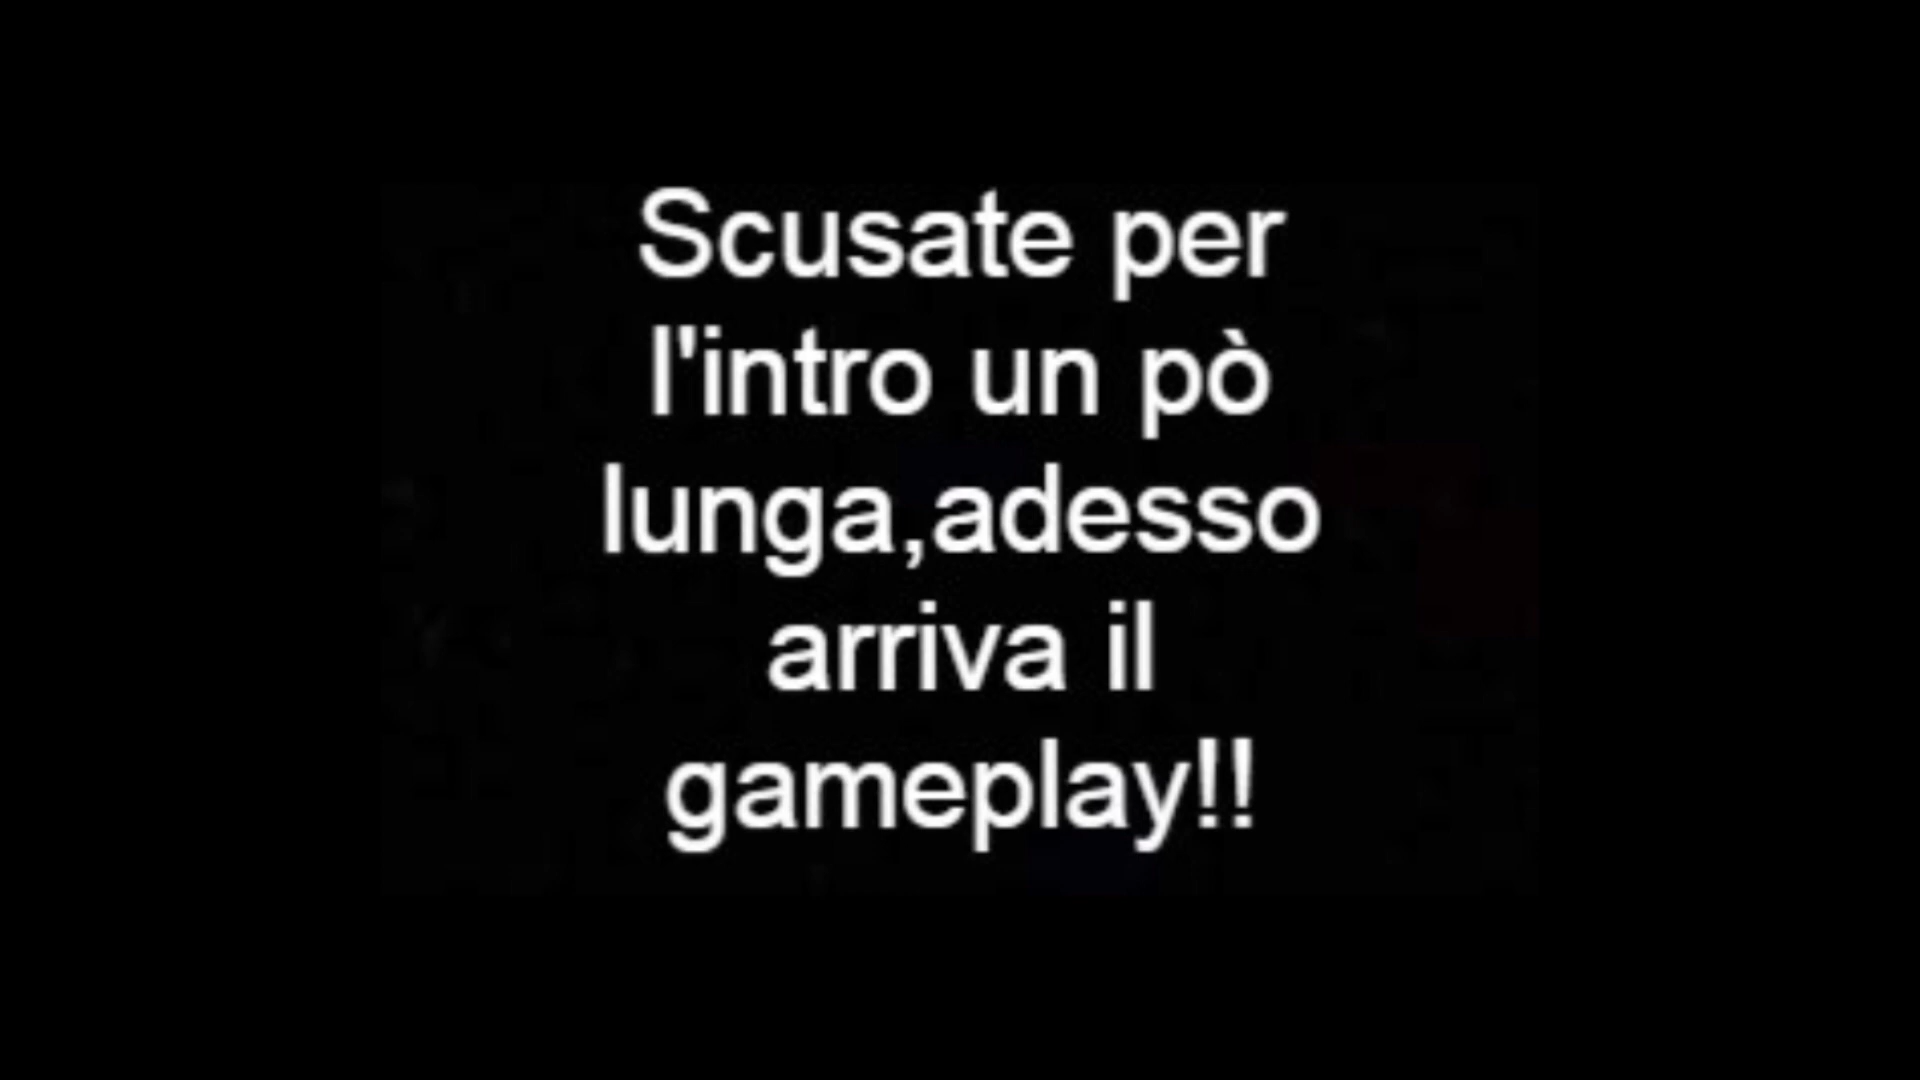 Scusate per
l'intro un pò
lunga,adesso
arriva il
gameplay!!